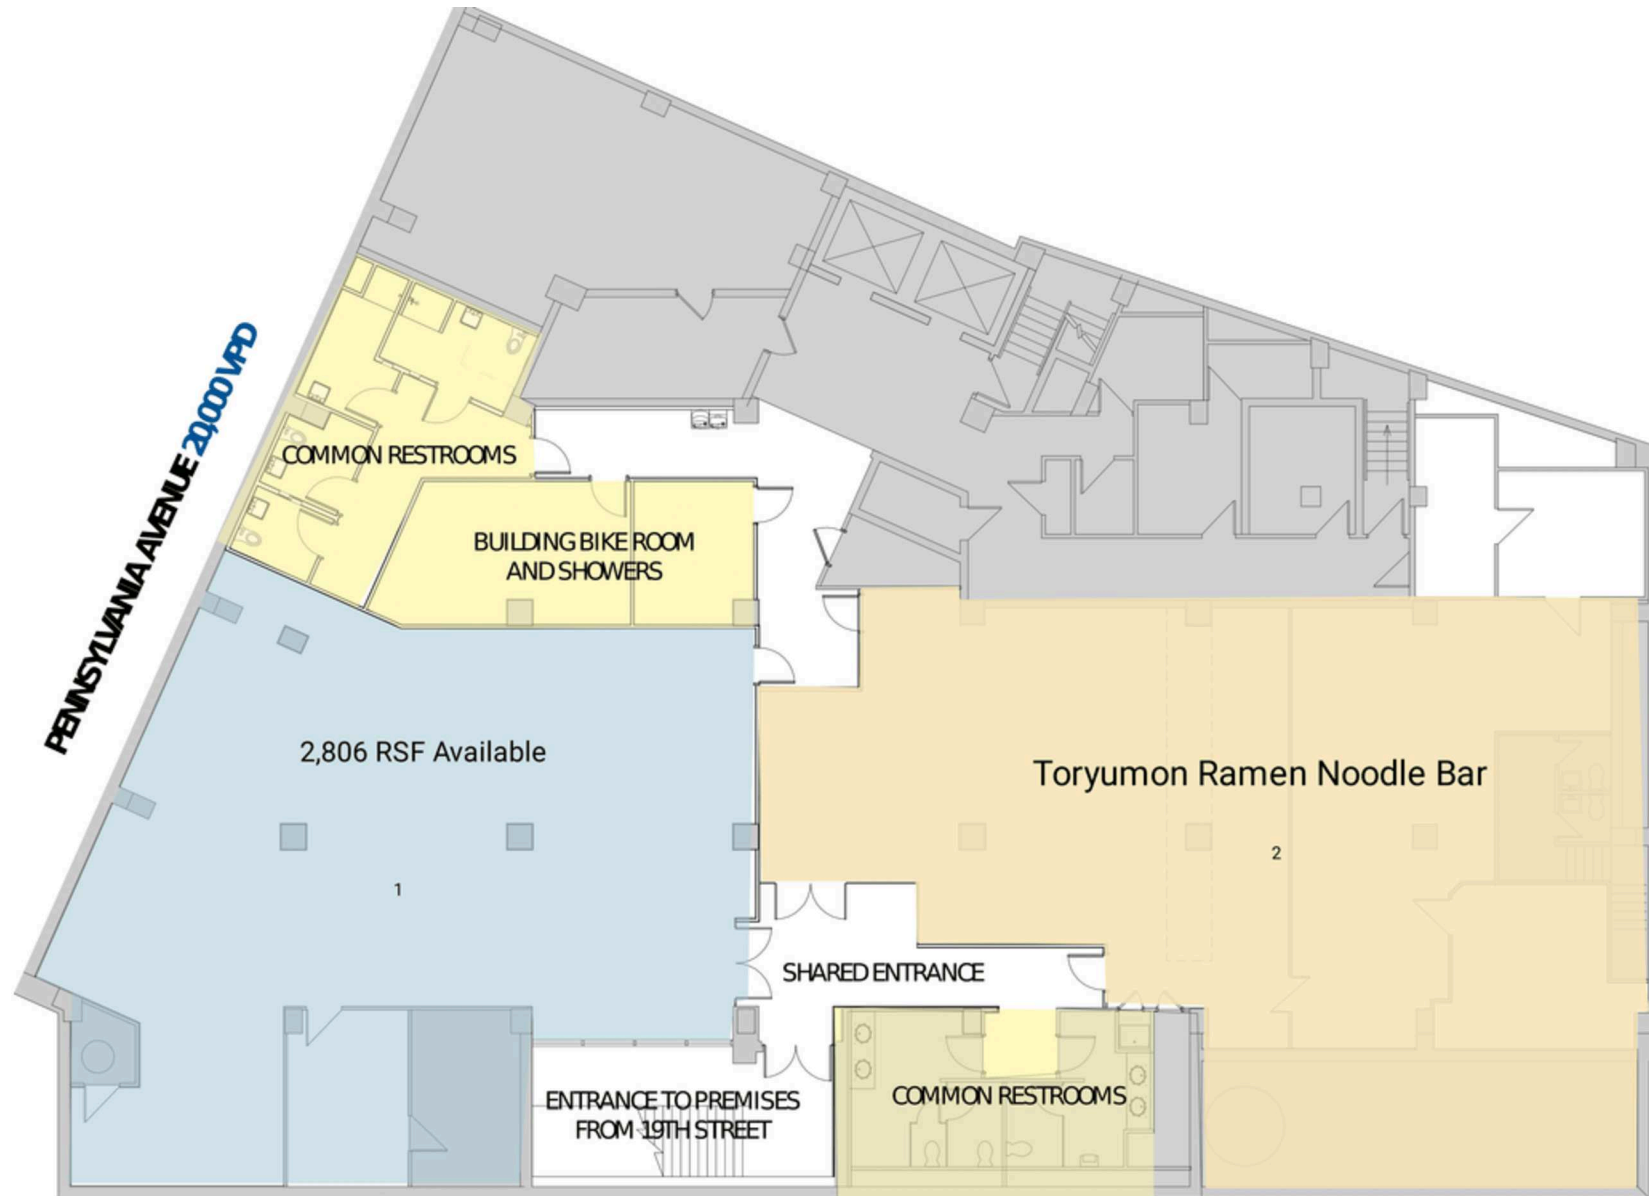 PENNSYLVANIA AVENUE 20,000 VPD
COMMON RESTROOMS
BUILDING BIKE ROOM
AND SHOWERS
2,806 RSF Available
Toryumon Ramen Noodle Bar
2
1
SHARED ENTRANCE
ENTRANCE TO PREMISES
FROM 19TH STREET
COMMON RESTROOMS